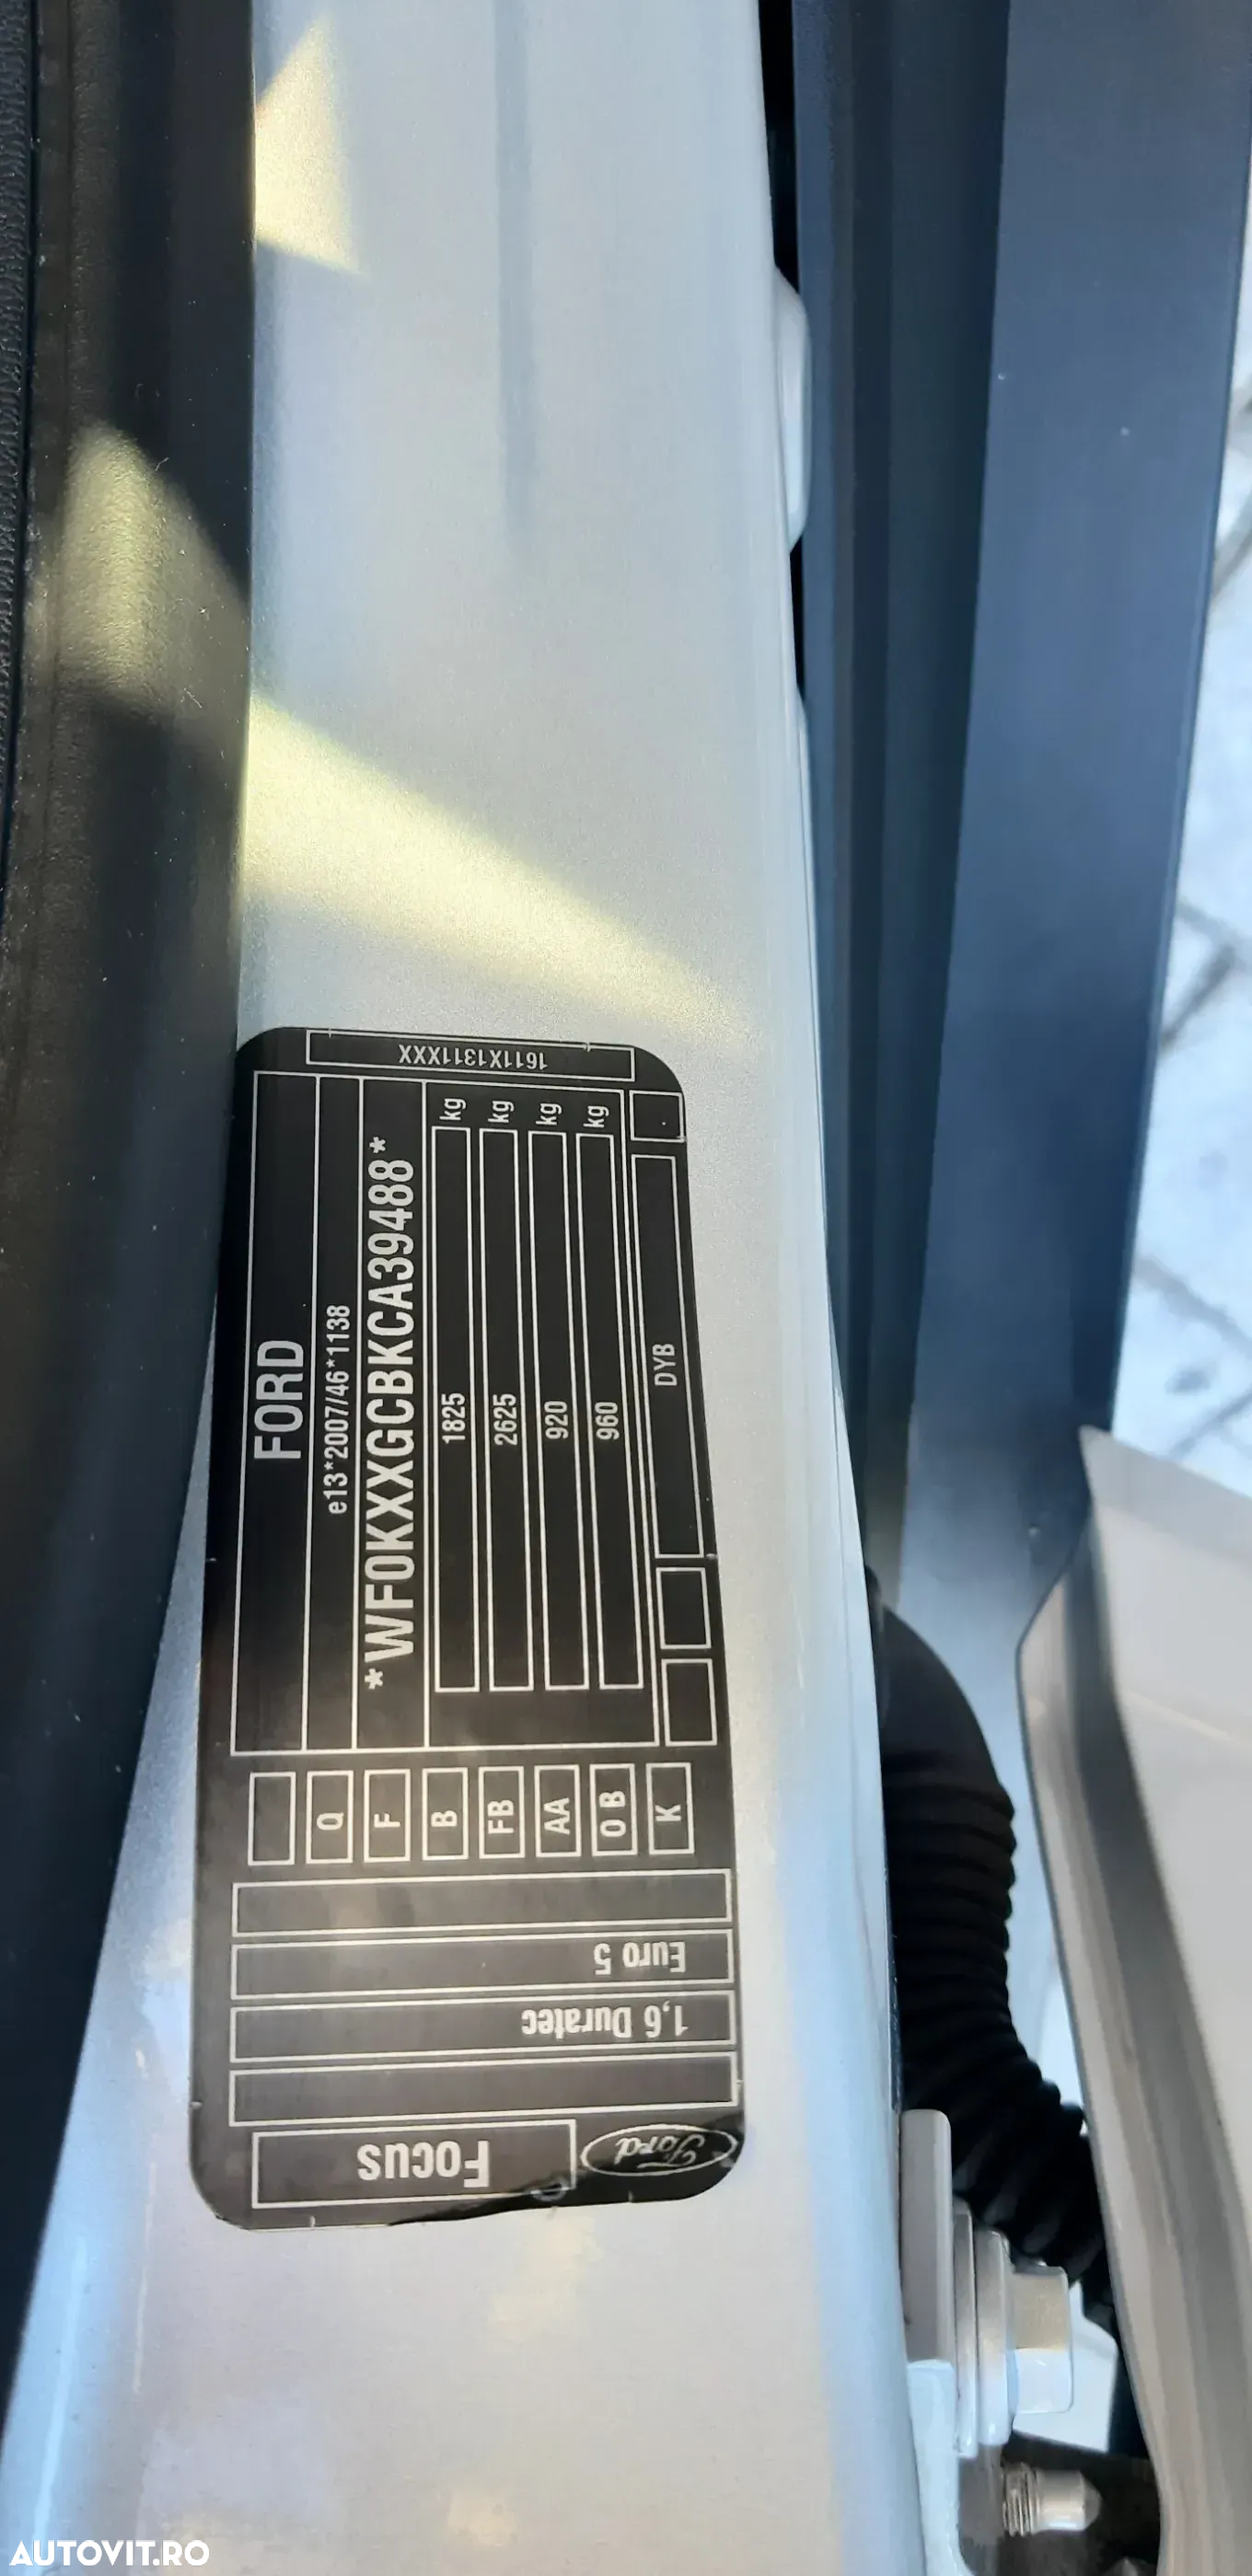 1611X1311XXX
FORD
e13*2007/46*1138
*WF0KXXGCBKCA39488*
1825 kg
2625 kg
920 kg
960 kg
DYB
Q
F
B
FB
AA
O B
K
Euro 5
1,6 Duratec
Focus
Ford
AUTOVIT.RO